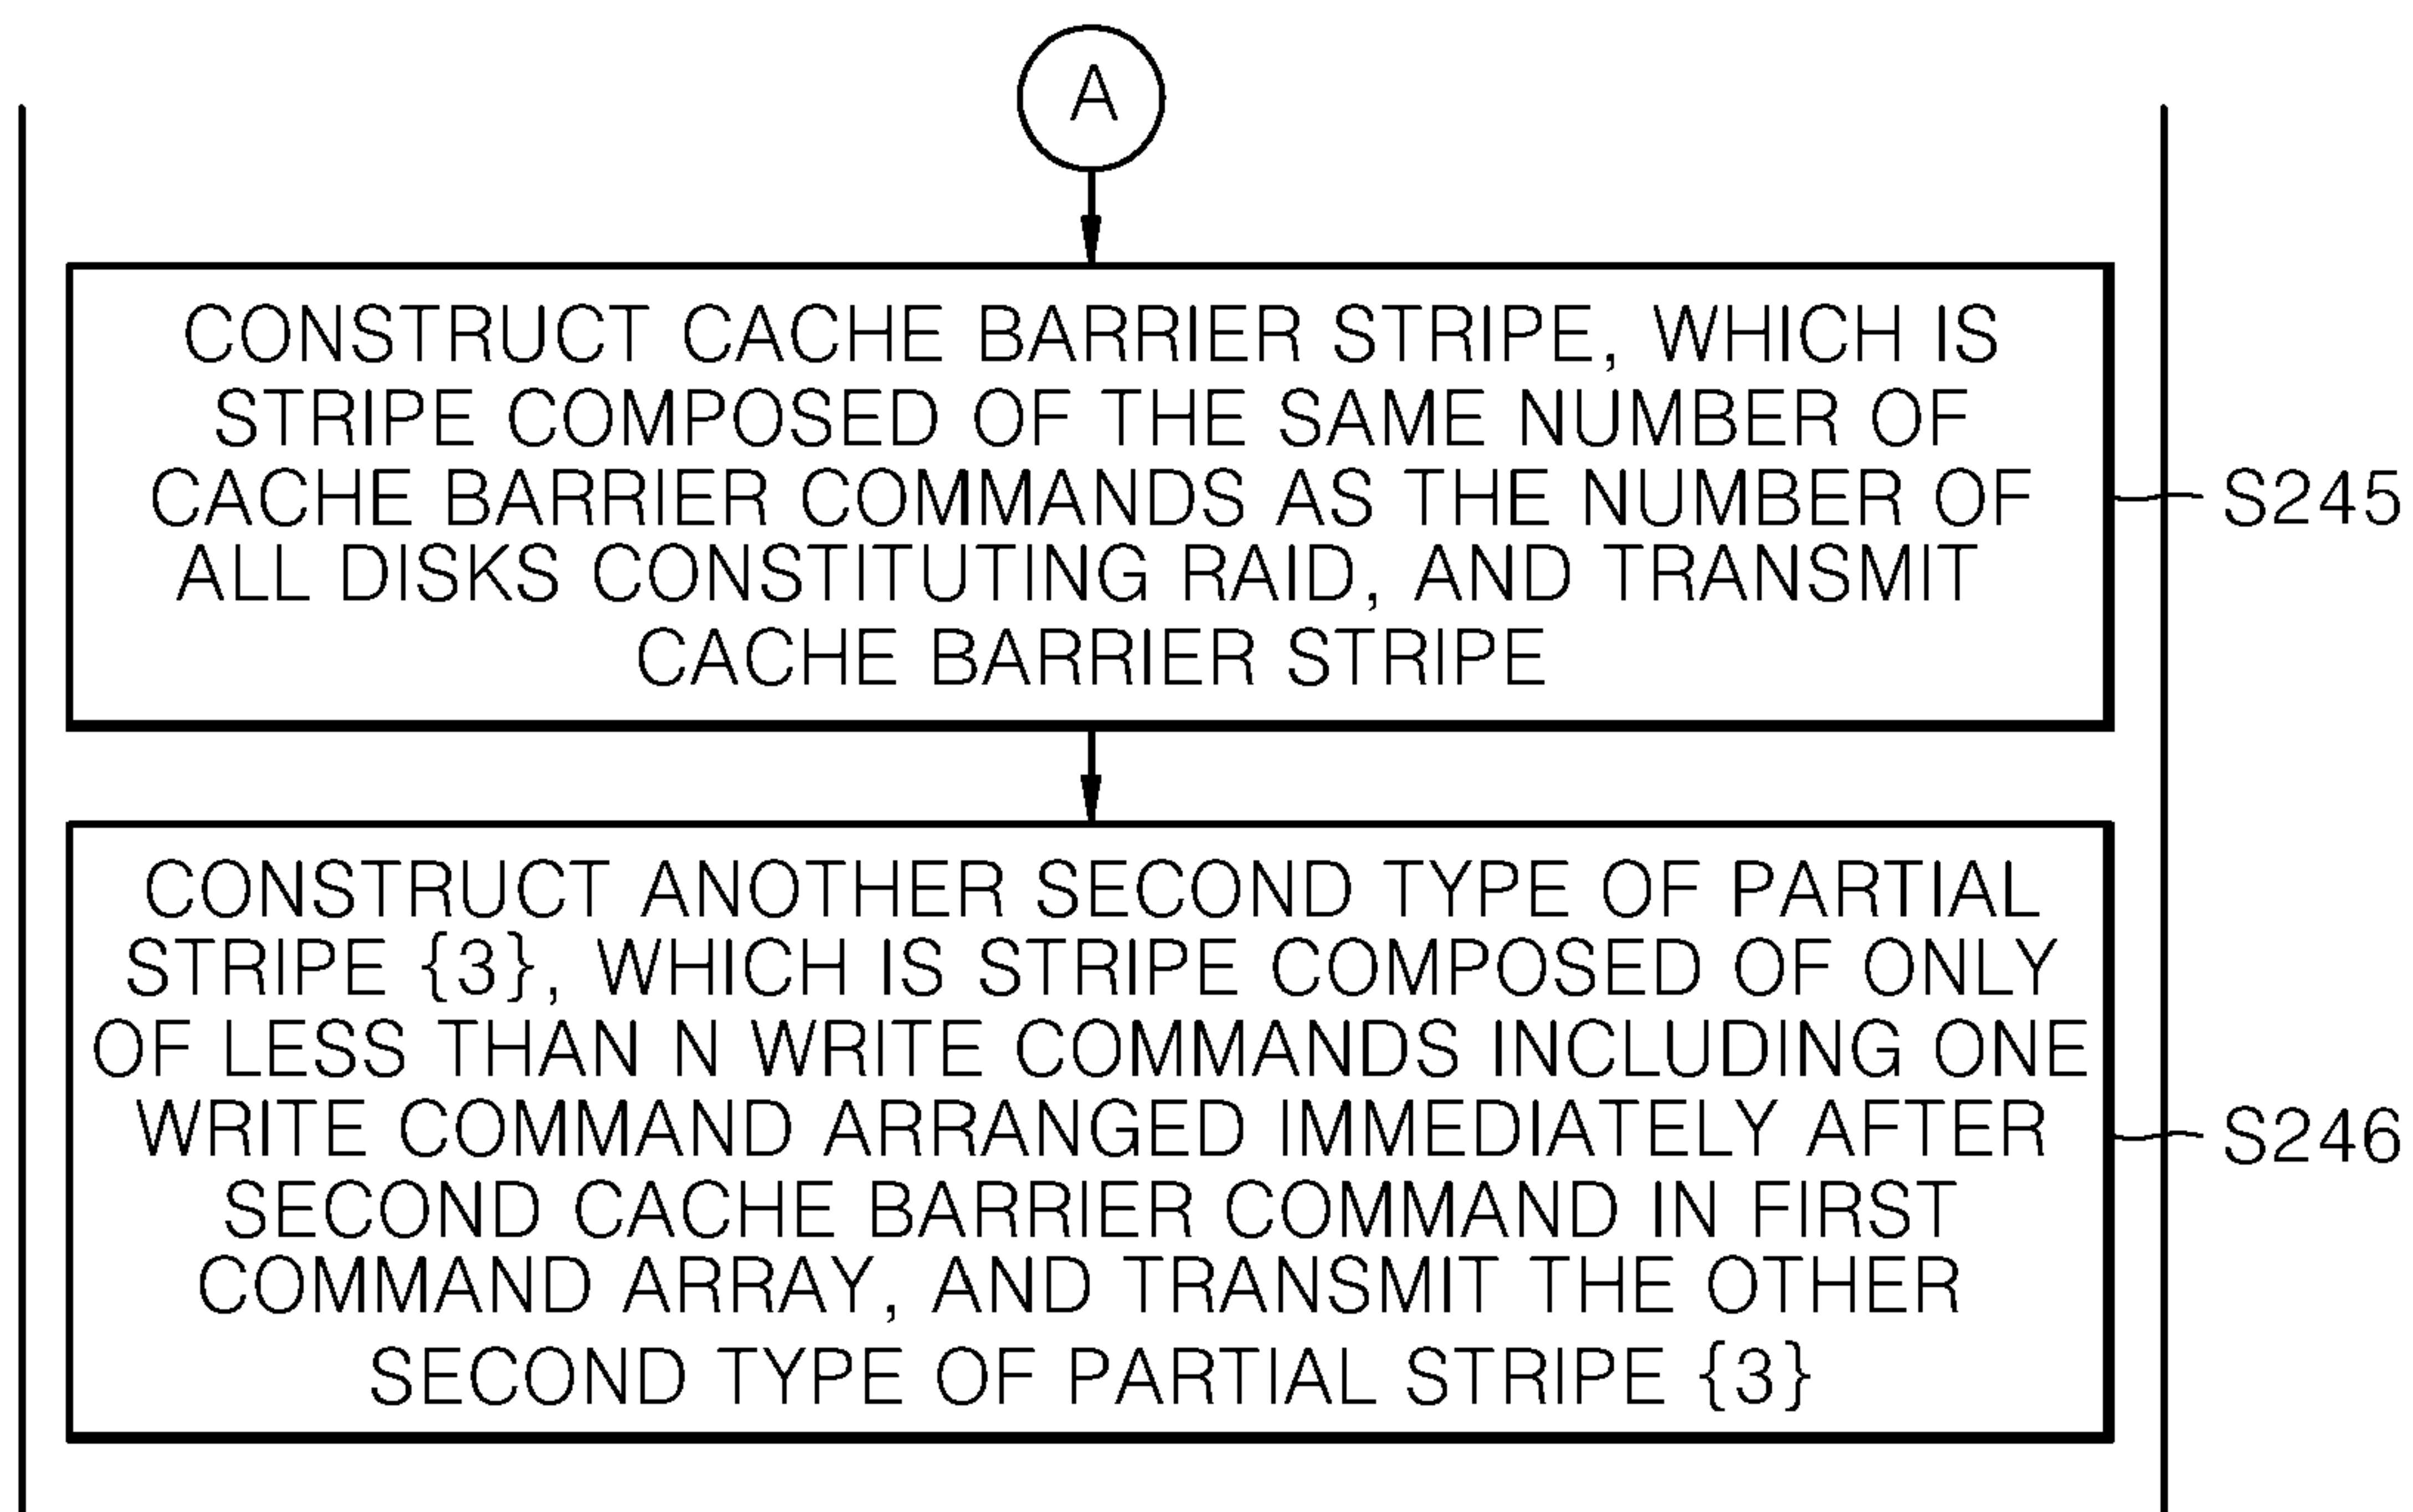 A
CONSTRUCT CACHE BARRIER STRIPE, WHICH IS
STRIPE COMPOSED OF THE SAME NUMBER OF
CACHE BARRIER COMMANDS AS THE NUMBER OF
ALL DISKS CONSTITUTING RAID, AND TRANSMIT
CACHE BARRIER STRIPE
S245
CONSTRUCT ANOTHER SECOND TYPE OF PARTIAL
STRIPE {3}, WHICH IS STRIPE COMPOSED OF ONLY
OF LESS THAN N WRITE COMMANDS INCLUDING ONE
WRITE COMMAND ARRANGED IMMEDIATELY AFTER
SECOND CACHE BARRIER COMMAND IN FIRST
COMMAND ARRAY, AND TRANSMIT THE OTHER
SECOND TYPE OF PARTIAL STRIPE {3}
S246